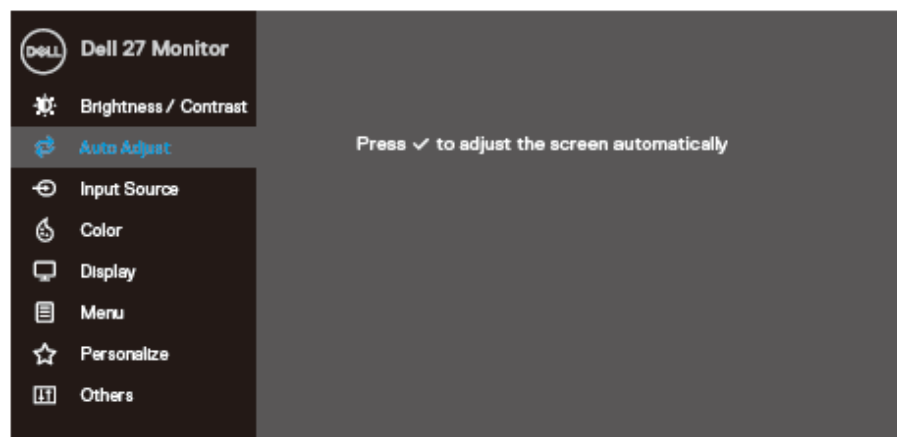 DELL Dell 27 Monitor
Brightness / Contrast
Auto Adjust
Press ✓ to adjust the screen automatically
Input Source
Color
Display
Menu
Personalize
Others